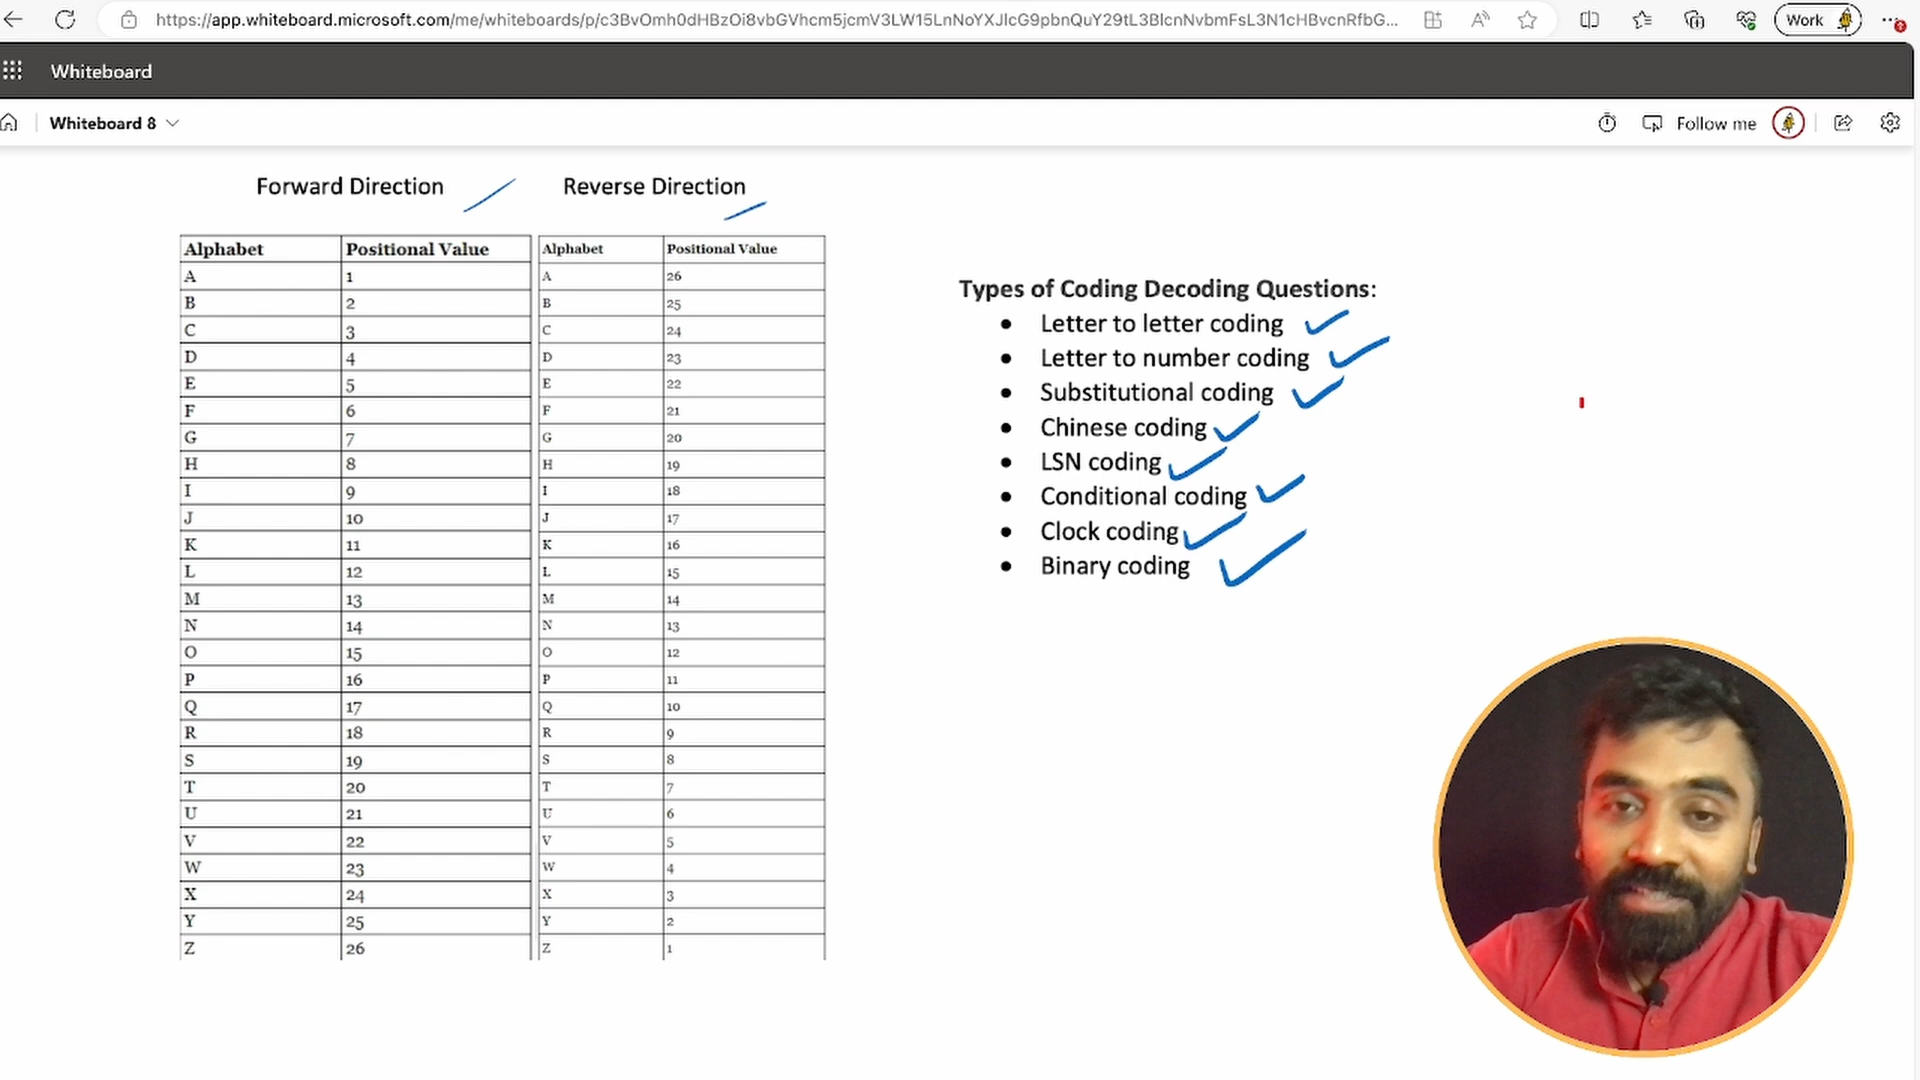 https://app.whiteboard.microsoft.com/me/whiteboards/p/c3BvOmh0dHBzOi8vbGVhcm5jcmV3LW15LnNoYXJlcG9pbnQuY29tL3BlcnNvbmFsL3N1cHBvcnRfbG...
Work
Whiteboard
Whiteboard 8
Follow me
Forward Direction
Reverse Direction
Alphabet Positional Value
A 1
B 2
C 3
D 4
E 5
F 6
G 7
H 8
I 9
J 10
K 11
L 12
M 13
N 14
O 15
P 16
Q 17
R 18
S 19
T 20
U 21
V 22
W 23
X 24
Y 25
Z 26
Alphabet Positional Value
A 26
B 25
C 24
D 23
E 22
F 21
G 20
H 19
I 18
J 17
K 16
L 15
M 14
N 13
O 12
P 11
Q 10
R 9
S 8
T 7
U 6
V 5
W 4
X 3
Y 2
Z 1
Types of Coding Decoding Questions:
• Letter to letter coding
• Letter to number coding
• Substitutional coding
• Chinese coding
• LSN coding
• Conditional coding
• Clock coding
• Binary coding